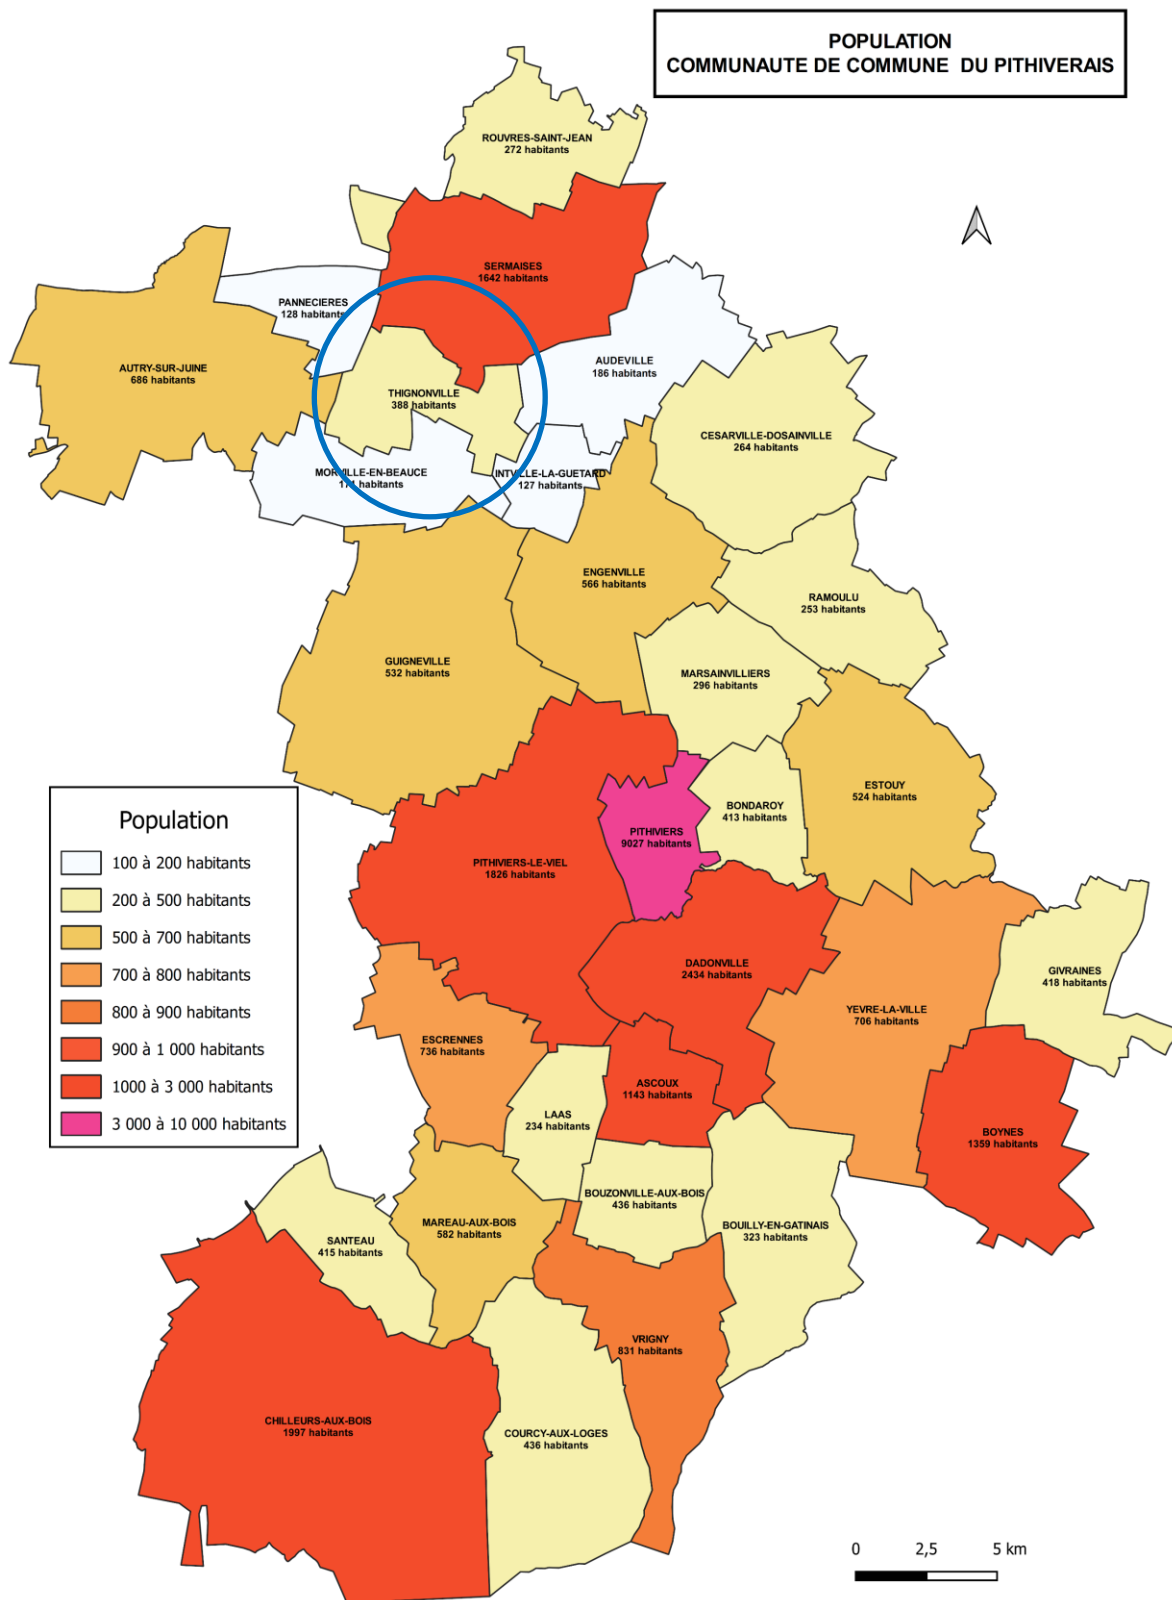 POPULATION
COMMUNAUTE DE COMMUNE  DU PITHIVERAIS
ROUVRES-SAINT-JEAN
272 habitants
SERMAISES
1642 habitants
PANNECIERES
128 habitants
AUDEVILLE
186 habitants
AUTRY-SUR-JUINE
686 habitants
THIGNONVILLE
388 habitants
CESARVILLE-DOSAINVILLE
264 habitants
MORVILLE-EN-BEAUCE
171 habitants
INTVILLE-LA-GUETARD
127 habitants
ENGENVILLE
566 habitants
RAMOULU
253 habitants
GUIGNEVILLE
532 habitants
MARSAINVILLIERS
296 habitants
ESTOUY
524 habitants
BONDAROY
413 habitants
PITHIVIERS
9027 habitants
PITHIVIERS-LE-VIEL
1826 habitants
Population
100 à 200 habitants
200 à 500 habitants
500 à 700 habitants
700 à 800 habitants
800 à 900 habitants
900 à 1 000 habitants
1000 à 3 000 habitants
3 000 à 10 000 habitants
DADONVILLE
2434 habitants
GIVRAINES
418 habitants
YEVRE-LA-VILLE
706 habitants
ESCRENNES
736 habitants
ASCOUX
1143 habitants
LAAS
234 habitants
BOYNES
1359 habitants
BOUZONVILLE-AUX-BOIS
436 habitants
MAREAU-AUX-BOIS
582 habitants
BOUILLY-EN-GATINAIS
323 habitants
SANTEAU
415 habitants
VRIGNY
831 habitants
CHILLEURS-AUX-BOIS
1997 habitants
COURCY-AUX-LOGES
436 habitants
0 2,5 5 km